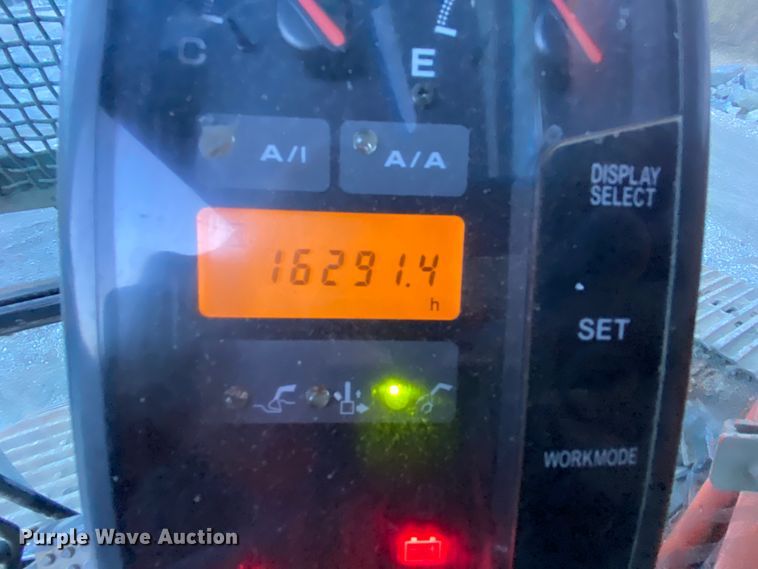 C
E
A/I
A/A
DISPLAY
SELECT
16291.4
h
SET
WORKMODE
Purple Wave Auction